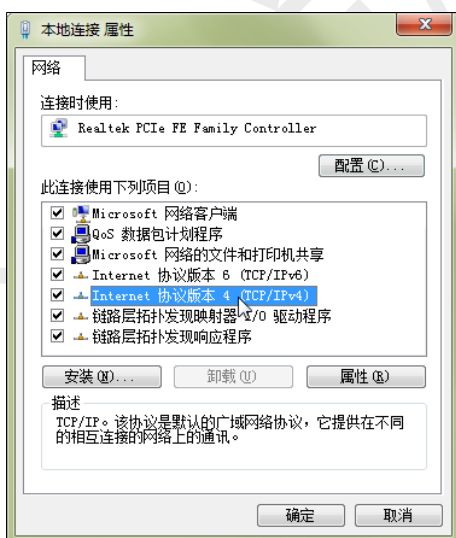 本地连接 属性
网络
连接时使用:
Realtek PCIe FE Family Controller
配置(C)...
此连接使用下列项目(O):
Microsoft 网络客户端
QoS 数据包计划程序
Microsoft 网络的文件和打印机共享
Internet 协议版本 6 (TCP/IPv6)
Internet 协议版本 4 (TCP/IPv4)
链路层拓扑发现映射器 I/O 驱动程序
链路层拓扑发现响应程序
安装(N)... 卸载(U) 属性(R)
描述
TCP/IP。该协议是默认的广域网络协议，它提供在不同
的相互连接的网络上的通讯。
确定 取消